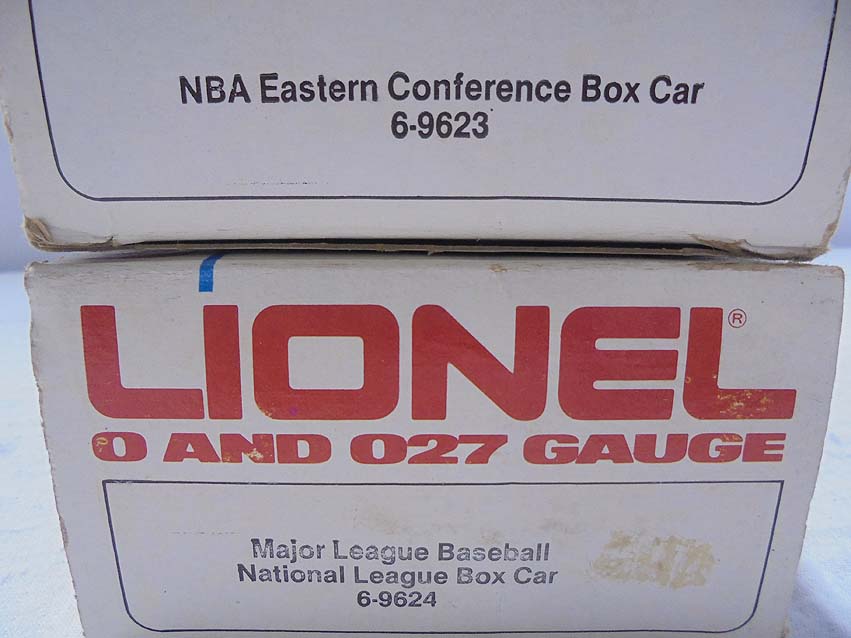 NBA Eastern Conference Box Car
6-9623
LIONEL®
O AND O27 GAUGE
Major League Baseball
National League Box Car
6-9624